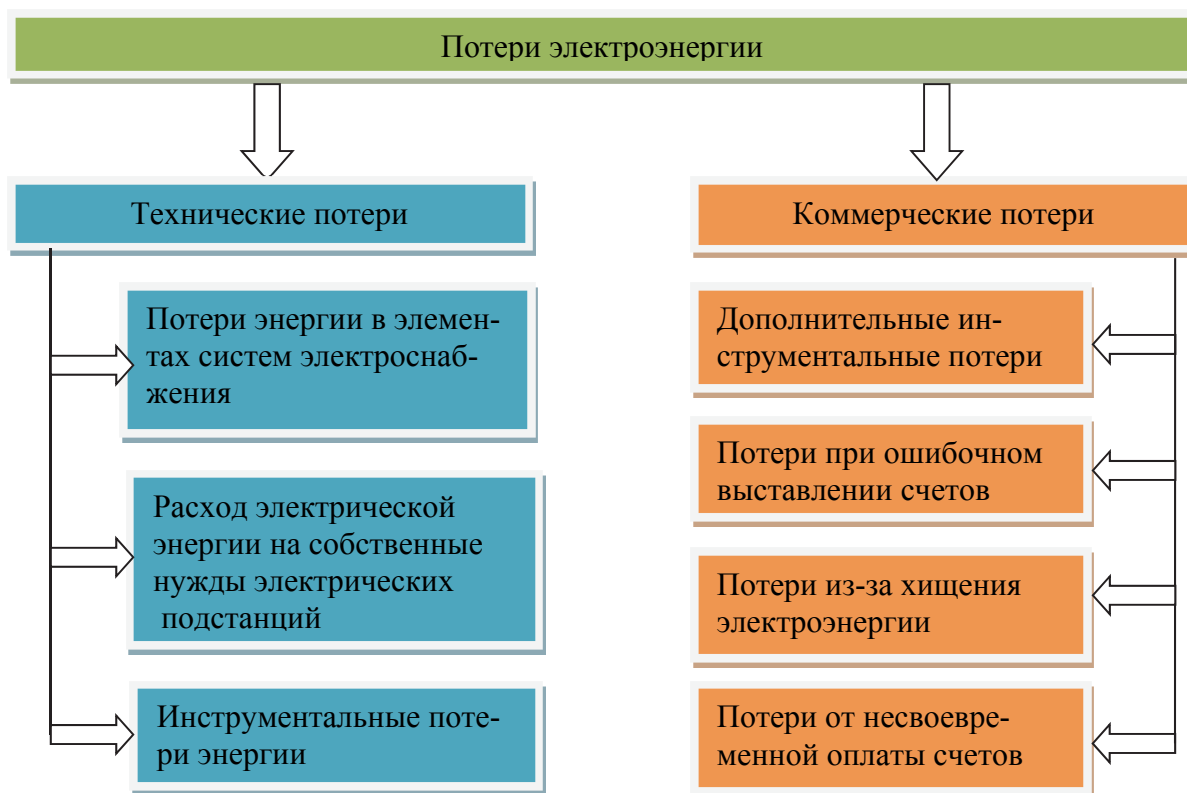 Потери электроэнергии
Технические потери
Потери энергии в элемен-
тах систем электроснаб-
жения
Расход электрической
энергии на собственные
нужды электрических
подстанций
Инструментальные поте-
ри энергии
Коммерческие потери
Дополнительные ин-
струментальные потери
Потери при ошибочном
выставлении счетов
Потери из-за хищения
электроэнергии
Потери от несвоевре-
менной оплаты счетов